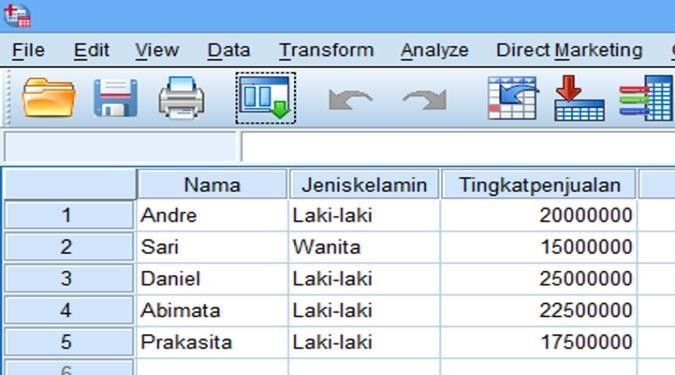 File Edit View Data Transform Analyze Direct Marketing
Nama Jeniskelamin Tingkatpenjualan
1 Andre Laki-laki 20000000
2 Sari Wanita 15000000
3 Daniel Laki-laki 25000000
4 Abimata Laki-laki 22500000
5 Prakasita Laki-laki 17500000
6